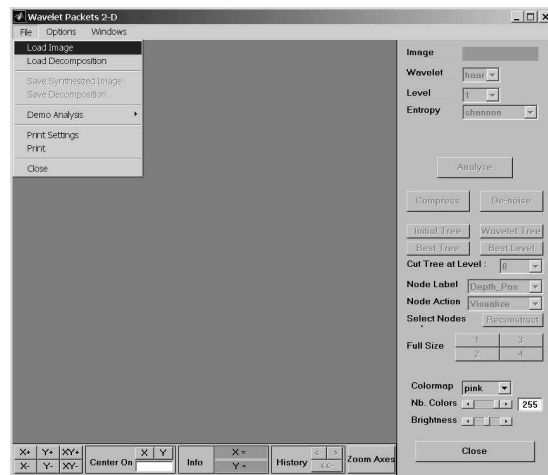 Wavelet Packets 2-D
File Options Windows
Load Image
Load Decomposition
Save Synthesized Image
Save Decomposition
Demo Analysis
Print Settings
Print
Close
Image
Wavelet haar
Level 1
Entropy shannon
Analyze
Compress De-noise
Initial Tree Wavelet Tree
Best Tree Best Level
Cut Tree at Level :
Node Label Depth_Pos
Node Action Visualize
Select Nodes Reconstruct
Full Size 1 3
2 4
Colormap pink
Nb. Colors 255
Brightness
Close
X+ Y+ XY+
X- Y- XY-
Center On X Y
Info X =
Y =
History < >
<<-
Zoom Axes